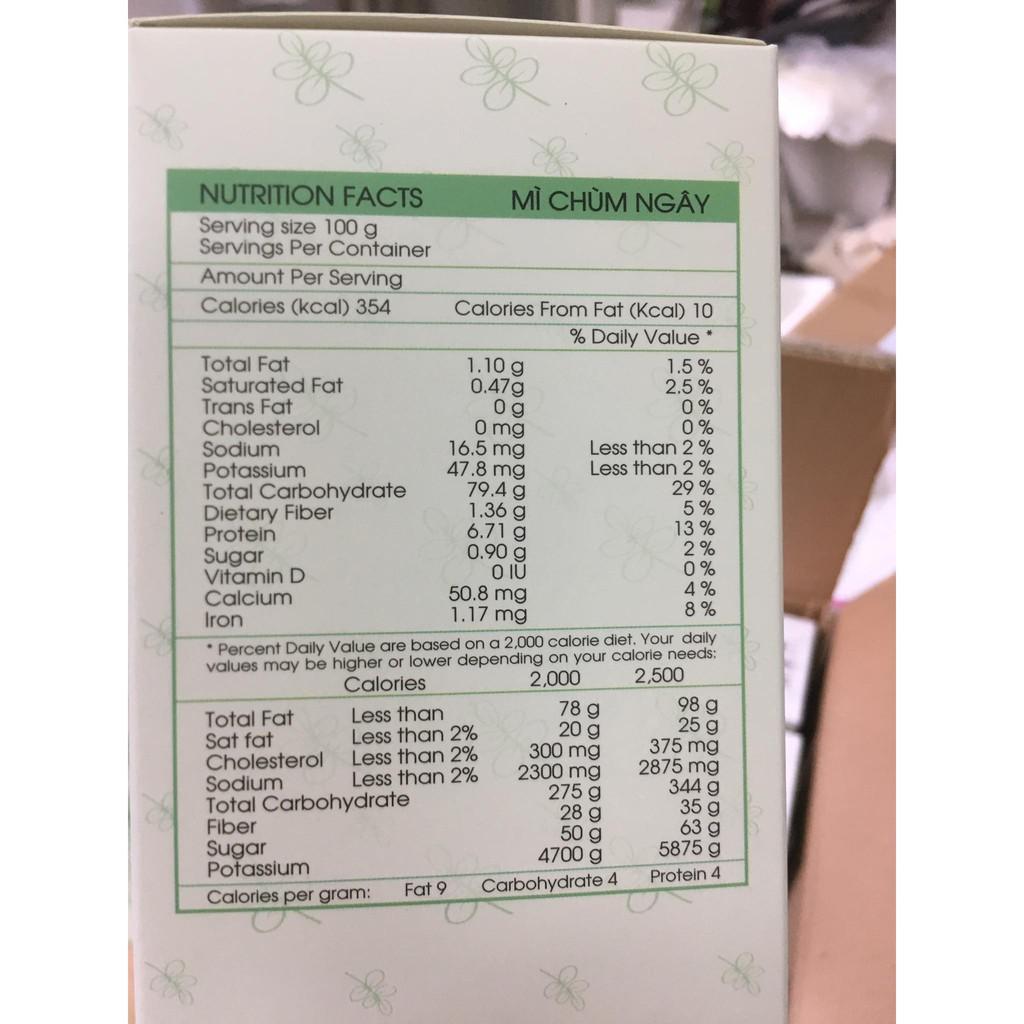 NUTRITION FACTS MÌ CHÙM NGÂY
Serving size 100 g
Servings Per Container
Amount Per Serving
Calories (kcal) 354 Calories From Fat (Kcal) 10
% Daily Value *
Total Fat 1.10 g 1.5 %
Saturated Fat 0.47g 2.5 %
Trans Fat 0 g 0 %
Cholesterol 0 mg 0 %
Sodium 16.5 mg Less than 2 %
Potassium 47.8 mg Less than 2 %
Total Carbohydrate 79.4 g 29 %
Dietary Fiber 1.36 g 5 %
Protein 6.71 g 13 %
Sugar 0.90 g 2 %
Vitamin D 0 IU 0 %
Calcium 50.8 mg 4 %
Iron 1.17 mg 8 %
* Percent Daily Value are based on a 2,000 calorie diet. Your daily
values may be higher or lower depending on your calorie needs:
Calories 2,000 2,500
Total Fat Less than 78 g 98 g
Sat fat Less than 2% 20 g 25 g
Cholesterol Less than 2% 300 mg 375 mg
Sodium Less than 2% 2300 mg 2875 mg
Total Carbohydrate 275 g 344 g
Fiber 28 g 35 g
Sugar 50 g 63 g
Potassium 4700 g 5875 g
Calories per gram: Fat 9 Carbohydrate 4 Protein 4